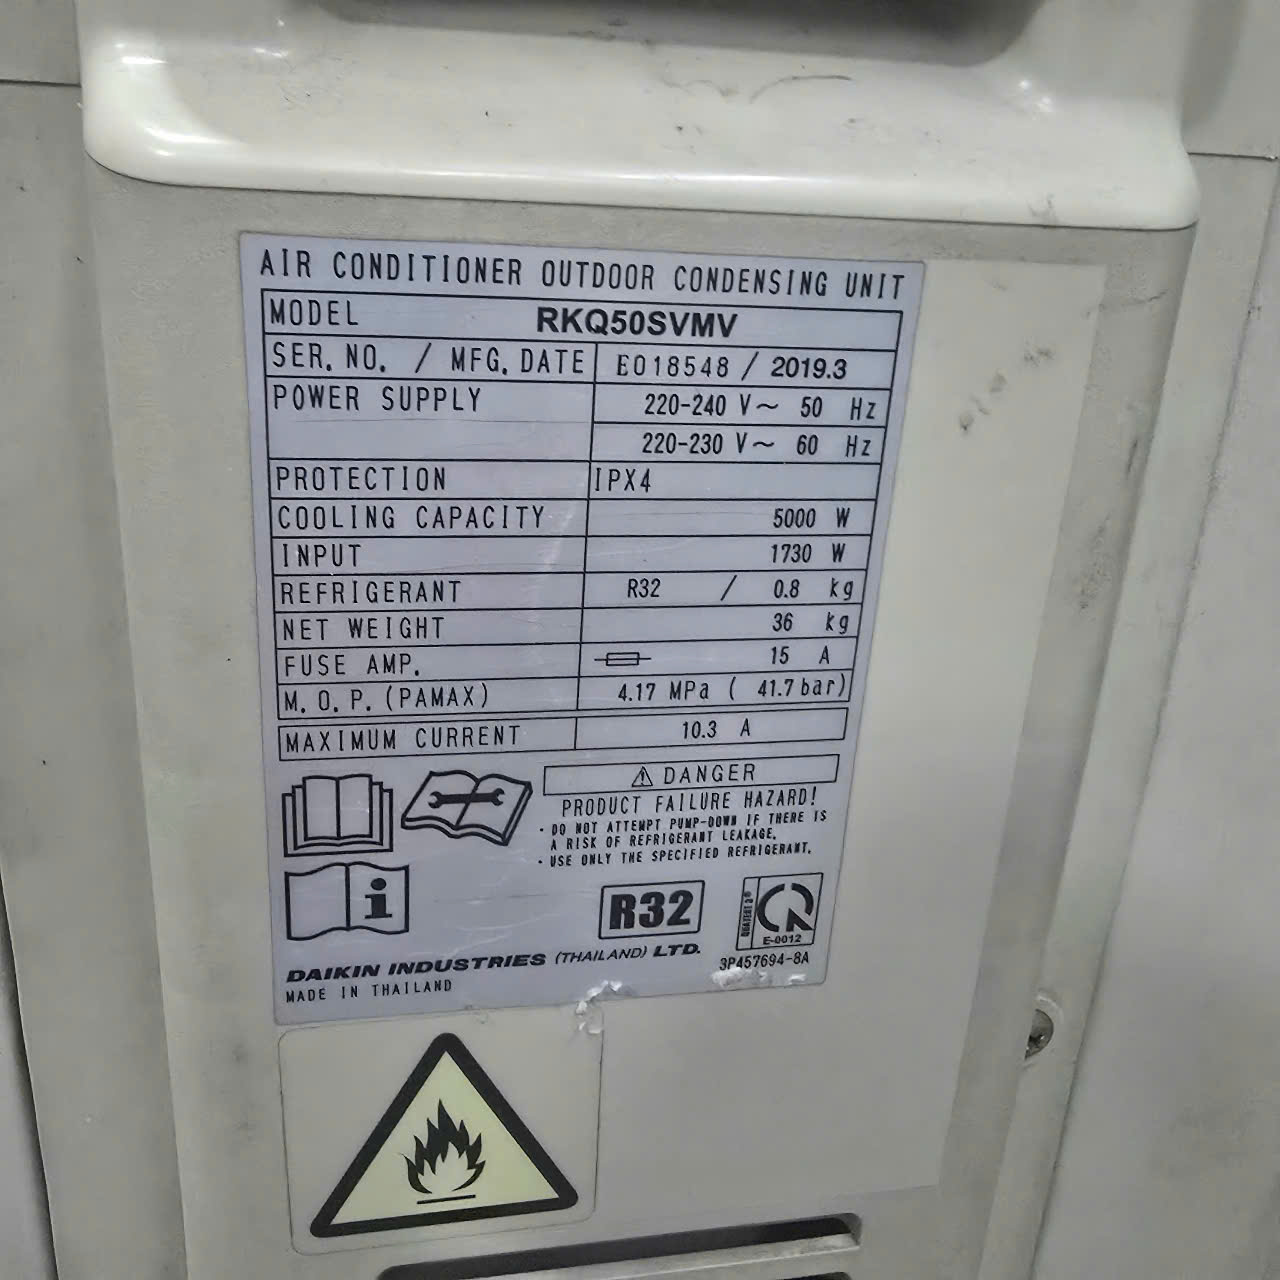 AIR CONDITIONER OUTDOOR CONDENSING UNIT
MODEL RKQ50SVMV
SER. NO. / MFG. DATE E018548 / 2019.3
POWER SUPPLY 220-240 V~ 50 Hz
220-230 V~ 60 Hz
PROTECTION IPX4
COOLING CAPACITY 5000 W
INPUT 1730 W
REFRIGERANT R32 / 0.8 kg
NET WEIGHT 36 kg
FUSE AMP. 15 A
M. O. P. (PAMAX) 4.17 MPa ( 41.7 bar)
MAXIMUM CURRENT 10.3 A
⚠ DANGER
PRODUCT FAILURE HAZARD!
· DO NOT ATTEMPT PUMP-DOWN IF THERE IS
A RISK OF REFRIGERANT LEAKAGE.
· USE ONLY THE SPECIFIED REFRIGERANT.
i
R32
QUATEST 3®
E-0012
DAIKIN INDUSTRIES (THAILAND) LTD.
3P457694-8A
MADE IN THAILAND